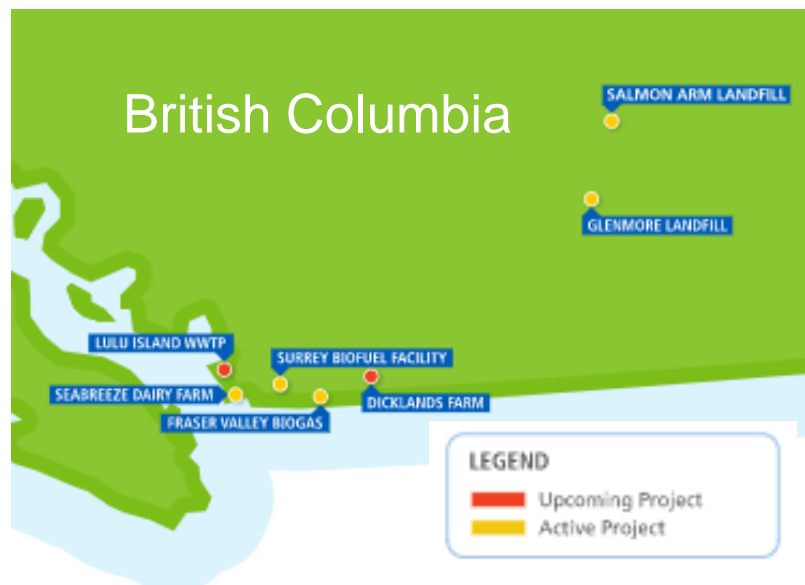 British Columbia
SALMON ARM LANDFILL
GLENMORE LANDFILL
LULU ISLAND WWTP
SURREY BIOFUEL FACILITY
SEABREEZE DAIRY FARM
DICKLANDS FARM
FRASER VALLEY BIOGAS
LEGEND
Upcoming Project
Active Project